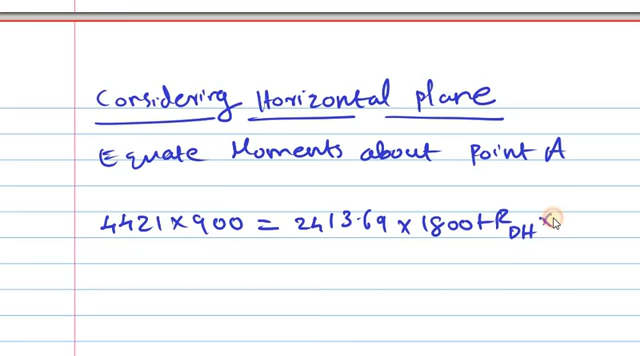 Considering Horizontal plane
Equate Moments about point A
4421 × 900 = 2413.69 × 1800 + R_DH ×